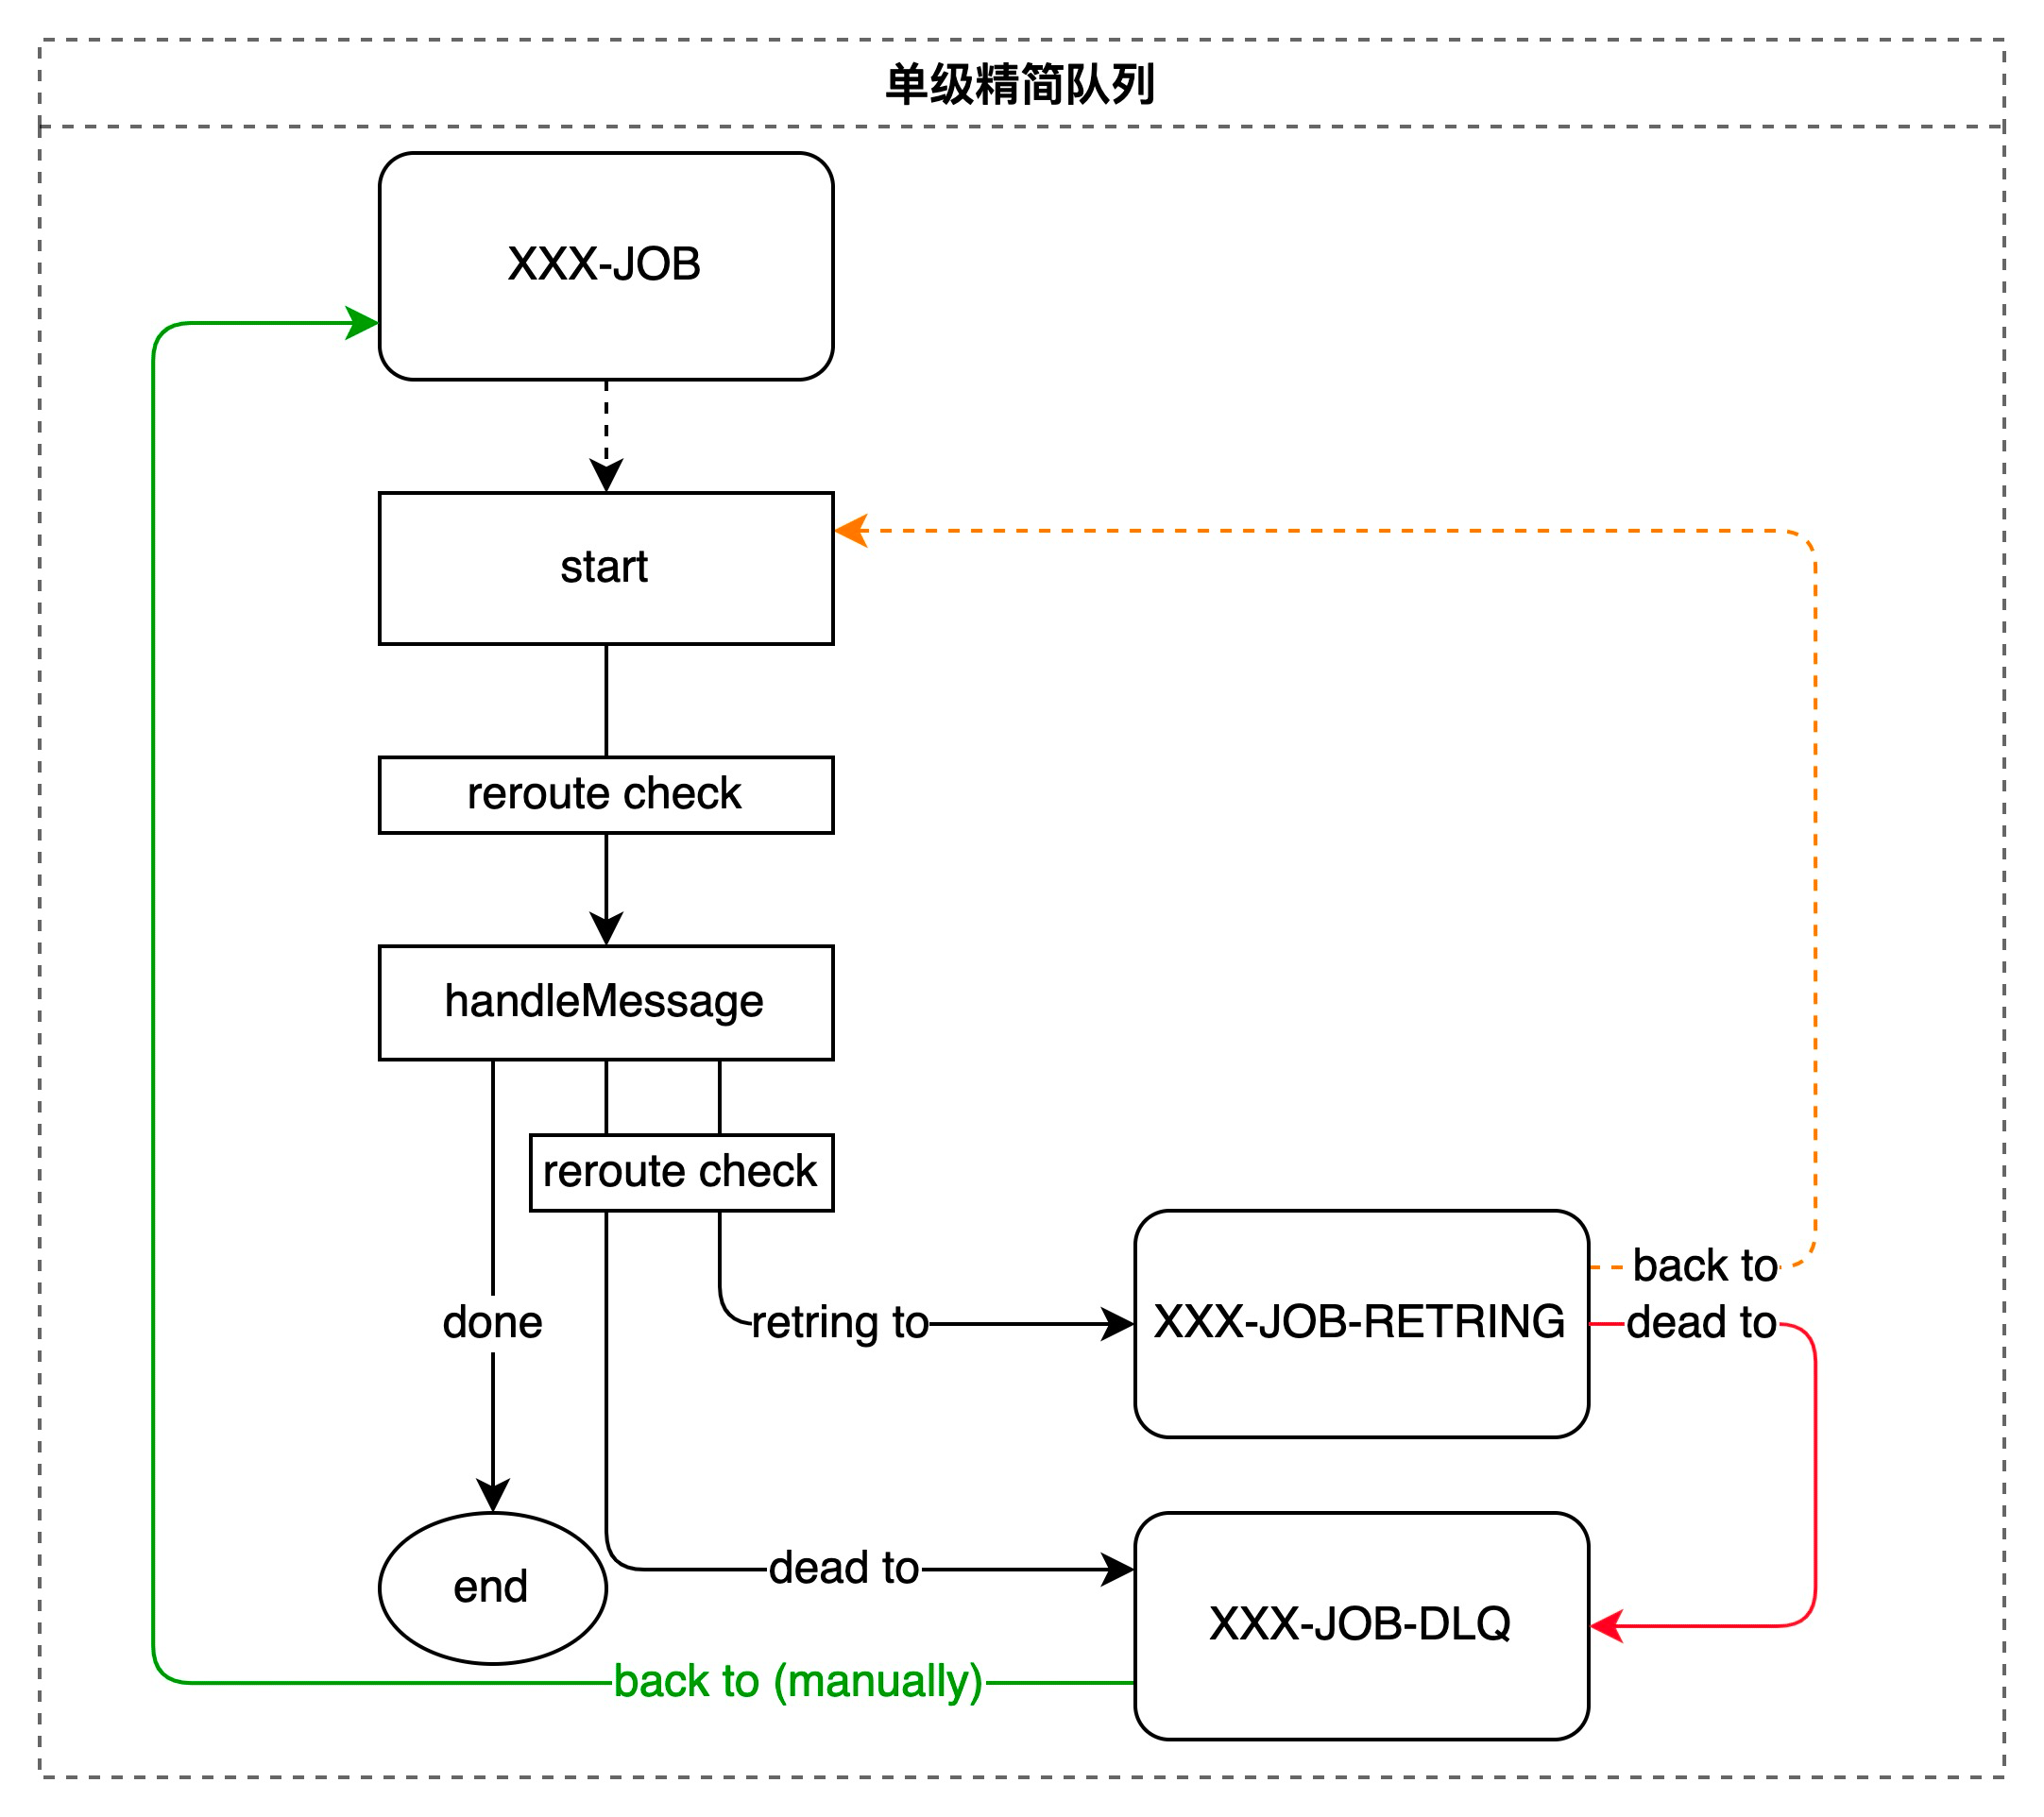 单级精简队列
XXX-JOB
start
reroute check
handleMessage
reroute check
back to
done
retring to
XXX-JOB-RETRING
dead to
dead to
end
XXX-JOB-DLQ
back to (manually)